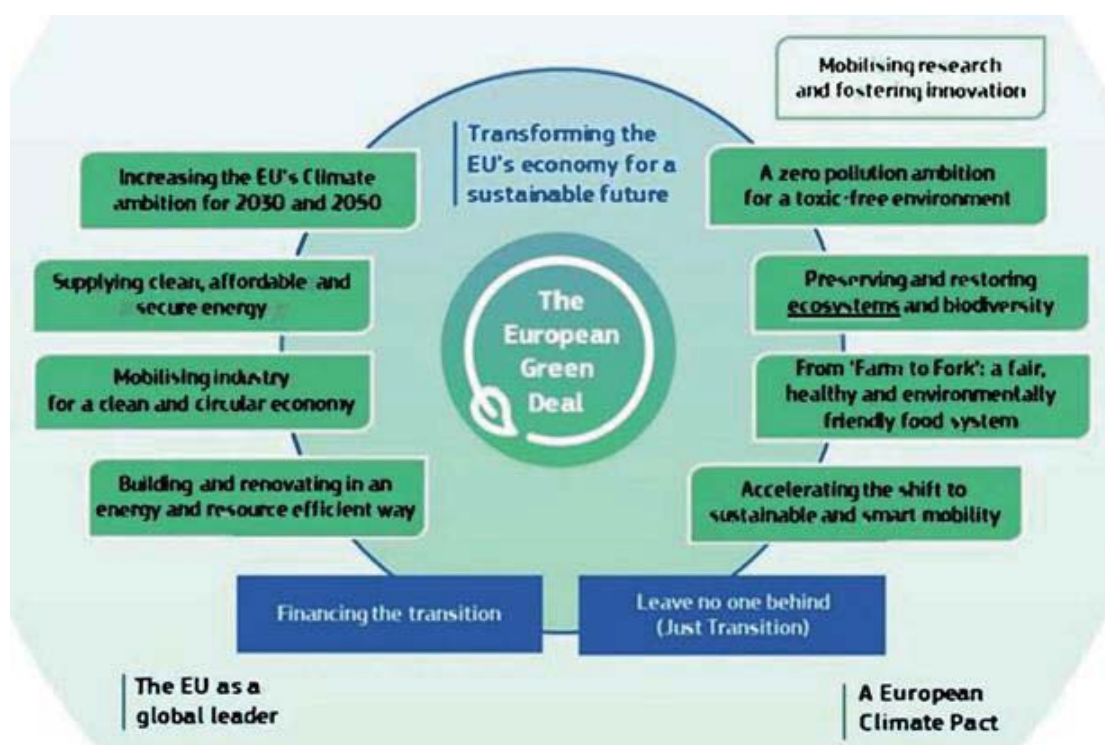 Mobilising research
and fostering innovation
Transforming the
EU's economy for a
sustainable future
Increasing the EU's Climate
ambition for 2030 and 2050
Supplying clean, affordable and
secure energy
Mobilising industry
for a clean and circular economy
Building and renovating in an
energy and resource efficient way
The
European
Green
Deal
A zero pollution ambition
for a toxic-free environment
Preserving and restoring
ecosystems and biodiversity
From 'Farm to Fork': a fair,
healthy and environmentally
friendly food system
Accelerating the shift to
sustainable and smart mobility
Financing the transition
Leave no one behind
(Just Transition)
The EU as a
global leader
A European
Climate Pact